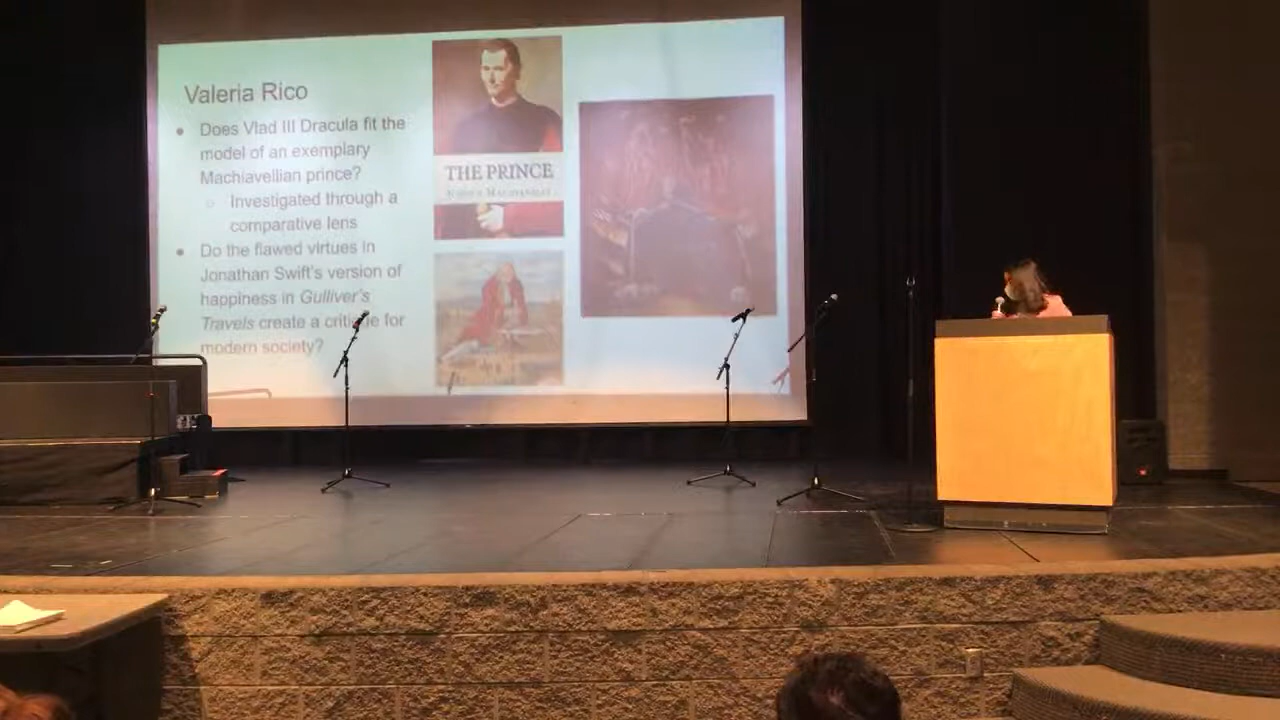 Valeria Rico
● Does Vlad III Dracula fit the
model of an exemplary
Machiavellian prince?
○ Investigated through a
comparative lens
● Do the flawed virtues in
Jonathan Swift's version of
happiness in Gulliver's
Travels create a critique for
modern society?
THE PRINCE
MACHIAVELLI